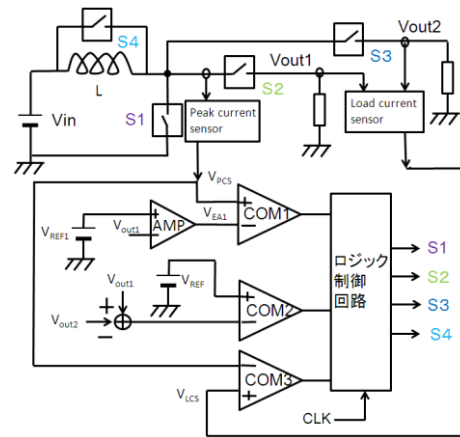 S4
L
S3
Vout2
Vout1
S2
Vin
S1
Peak current
sensor
Load current
sensor
VPCS
VREF1
Vout1
AMP
VEA1
+
−
COM1
ロジック
制御
回路
S1
S2
S3
S4
Vout1
VREF
Vout2
+
−
+
−
COM2
−
+
COM3
VLCS
CLK